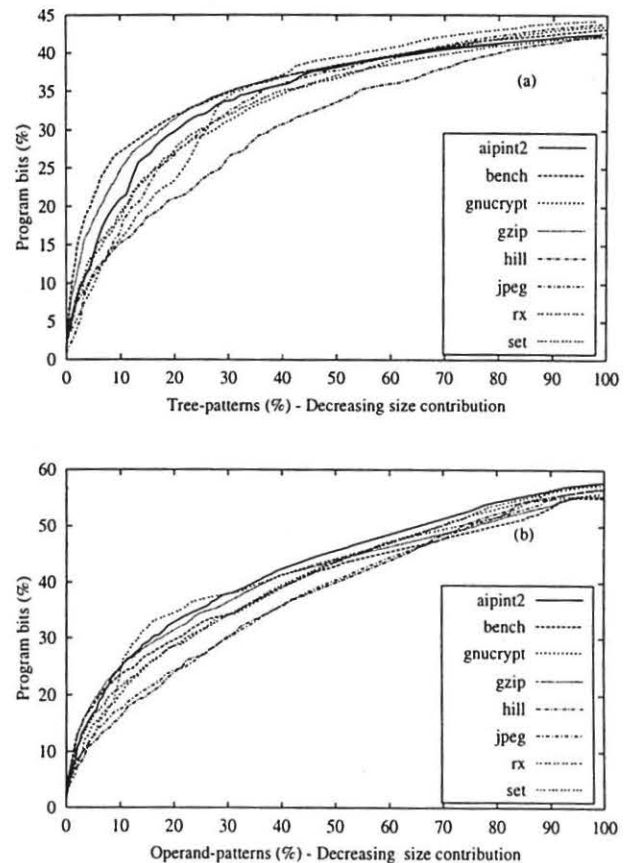 45
40
35
30
25
20
15
10
5
0
Program bits (%)
(a)
aipint2
bench
gnucrypt
gzip
hill
jpeg
rx
set
0 10 20 30 40 50 60 70 80 90 100
Tree-patterns (%) - Decreasing size contribution
60
50
40
30
20
10
0
Program bits (%)
(b)
aipint2
bench
gnucrypt
gzip
hill
jpeg
rx
set
0 10 20 30 40 50 60 70 80 90 100
Operand-patterns (%) - Decreasing size contribution